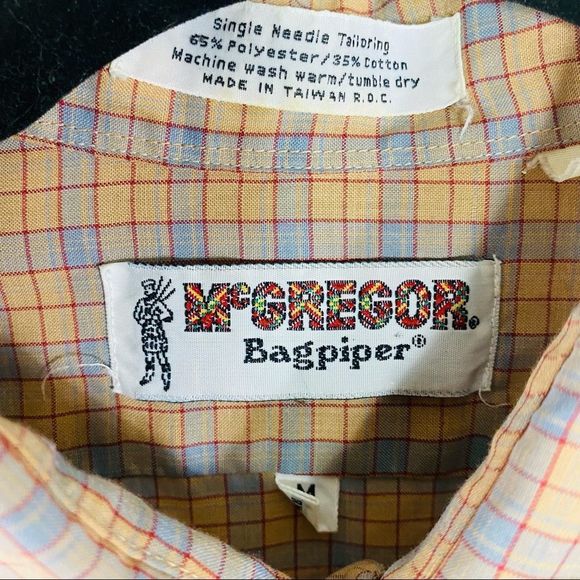 Single Needle Tailoring
65% Polyester/35% Cotton
Machine wash warm/tumble dry
MADE IN TAIWAN R.O.C.
McGREGOR®
Bagpiper®
M